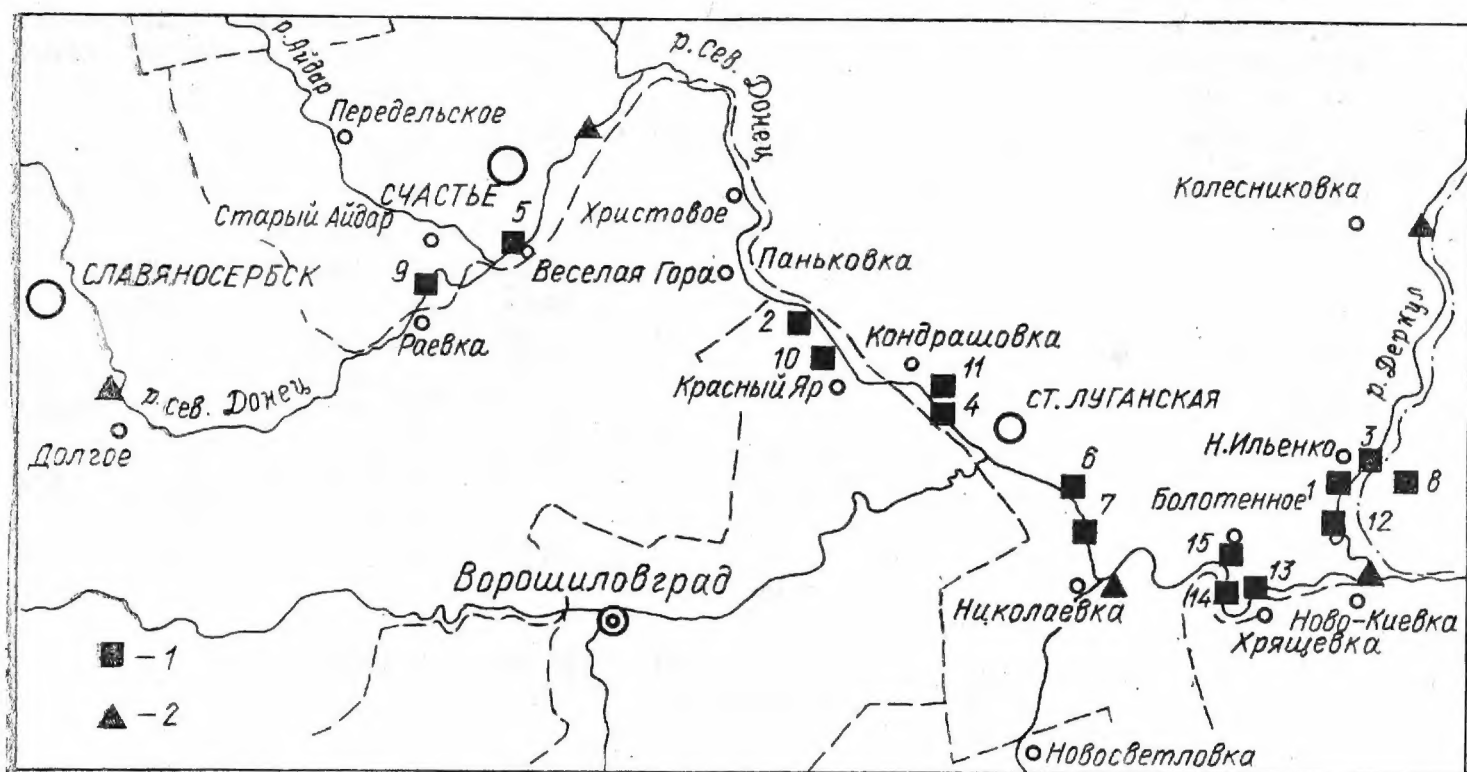 р. Айдар
р. Сев. Донец
Передельское
СЧАСТЬЕ
Старый Айдар
5
Христовое
Колесниковка
СЛАВЯНОСЕРБСК
9
Веселая Гора
Паньковка
Раевка
2
Кондрашовка
р. Деркул
10
11
Красный Яр
4
СТ. ЛУГАНСКАЯ
р. Сев. Донец
Долгое
Н. Ильенко
3
6
1
8
Болотенное
7
12
15
Ворошиловград
13
Николаевка
14
Ново-Киевка
Хрящевка
- 1
- 2
Новосветловка